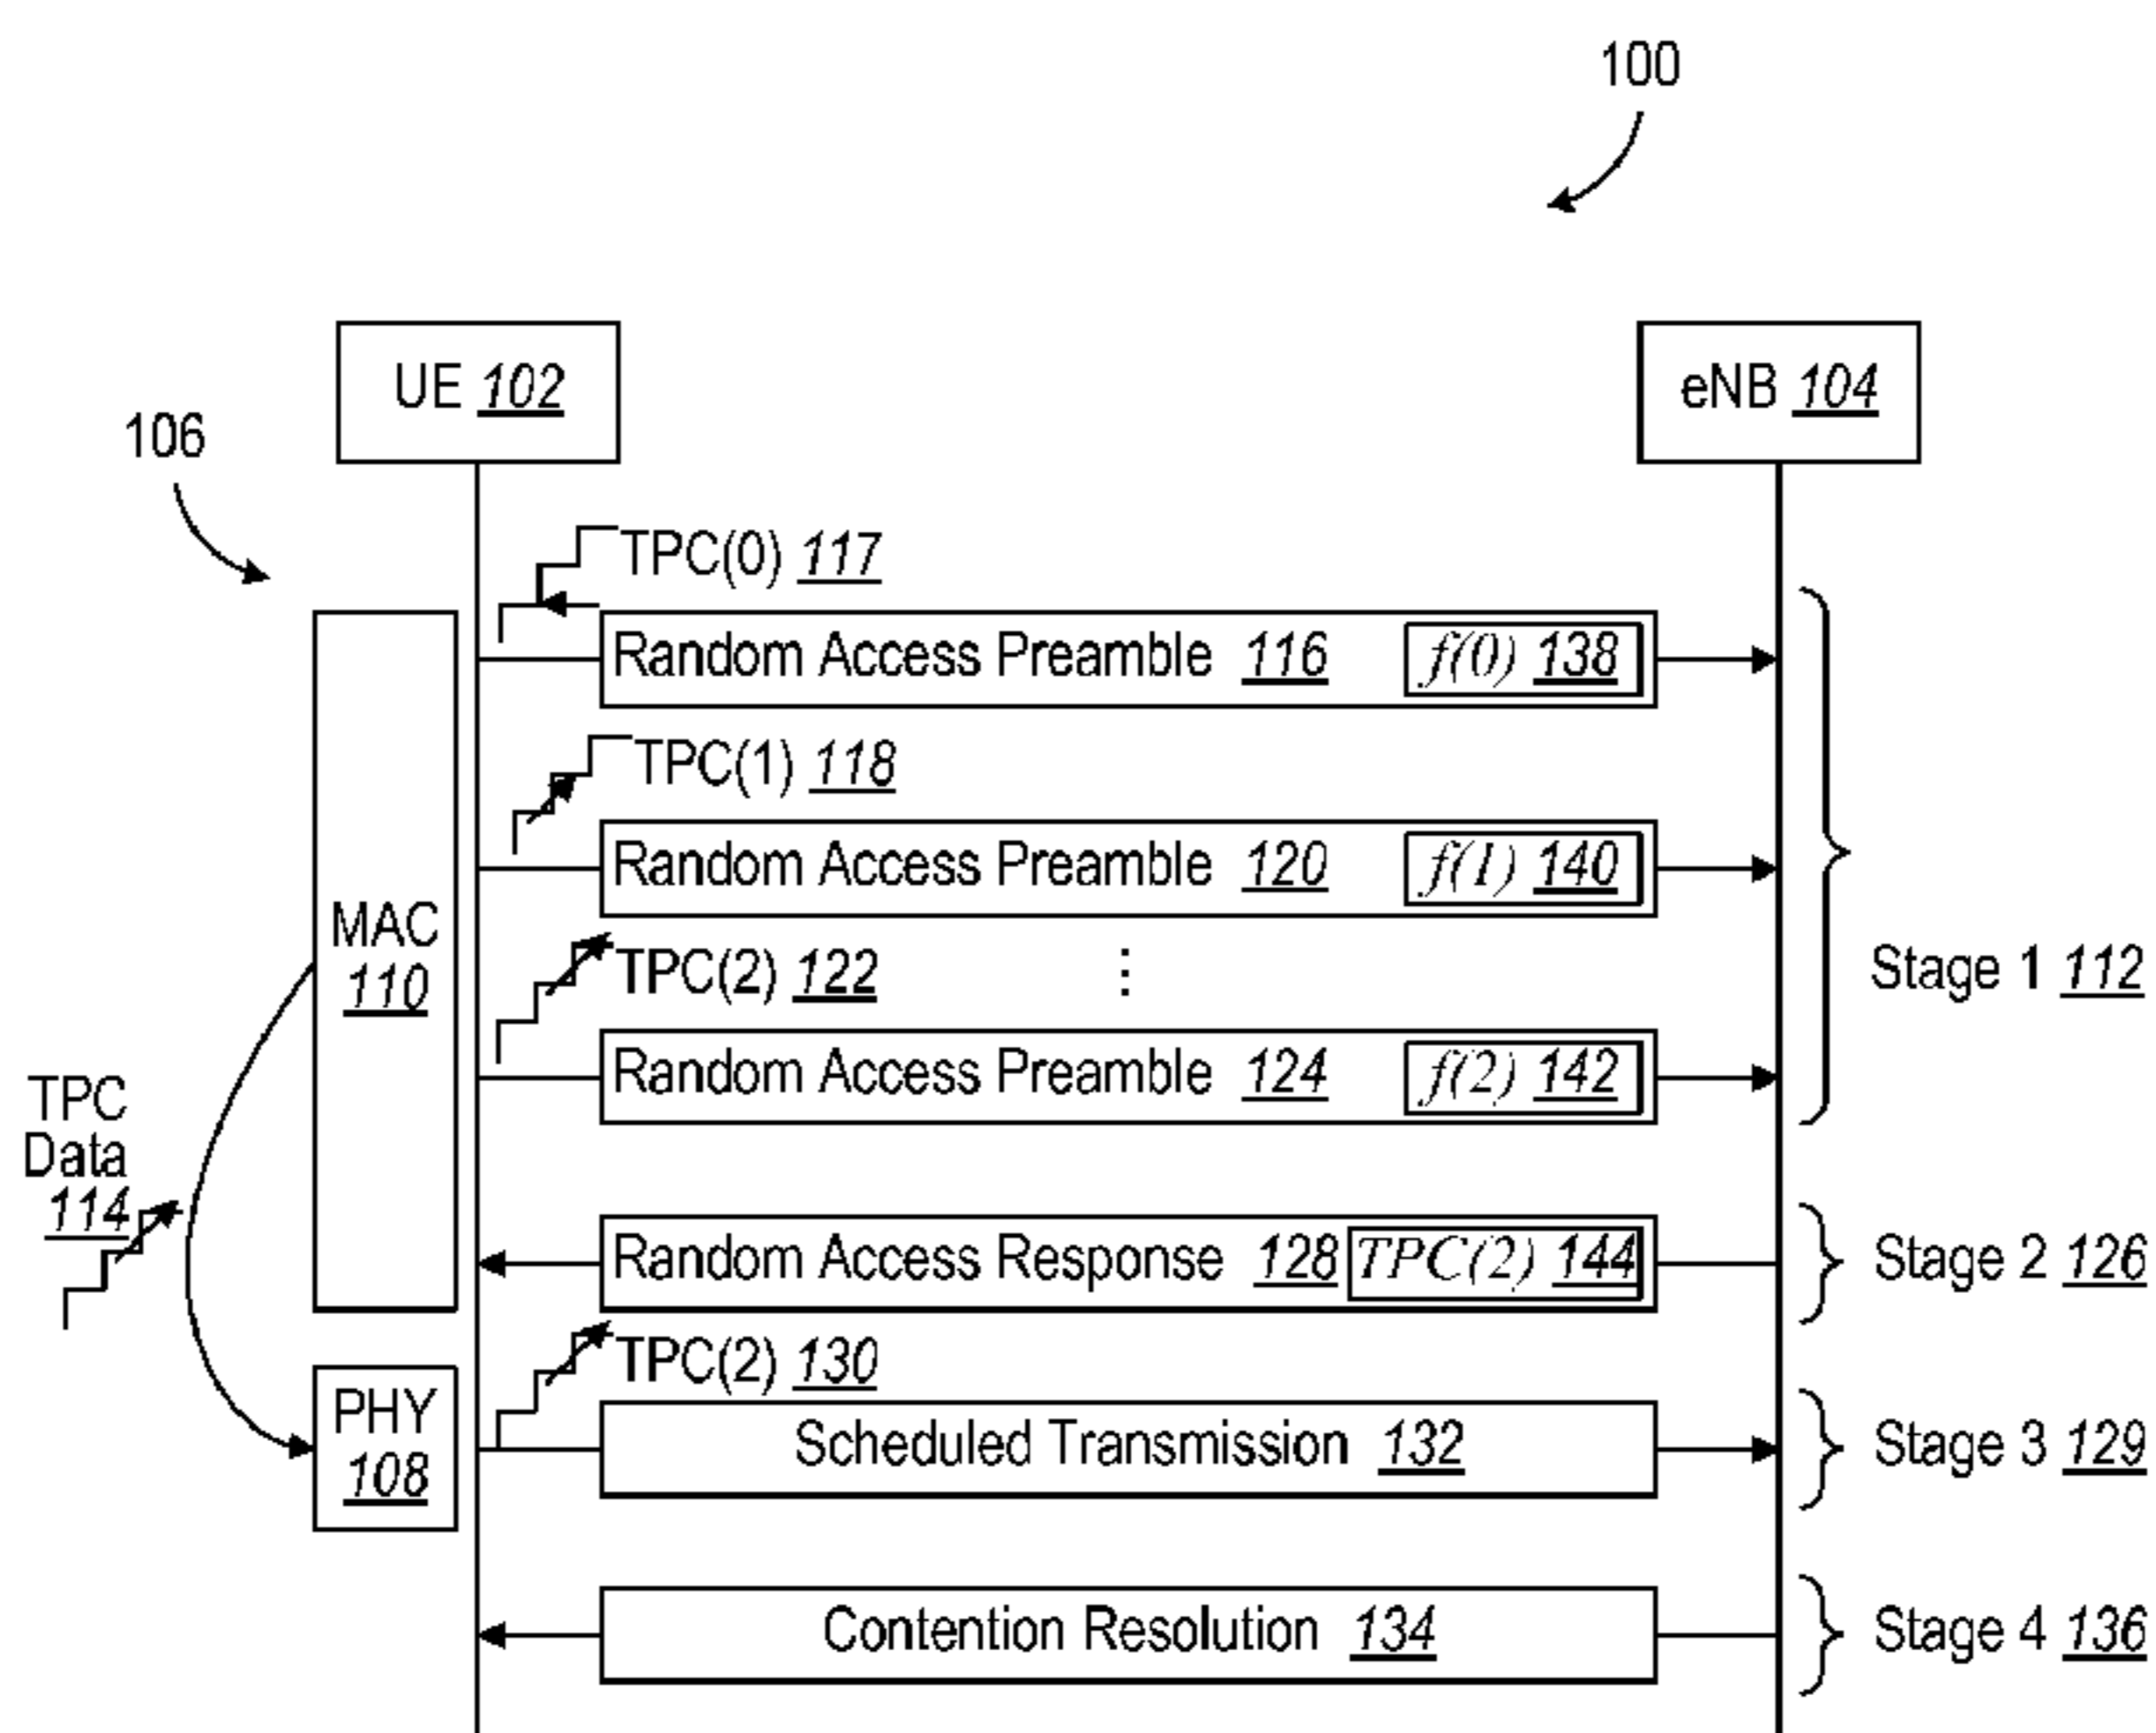 100
UE 102
eNB 104
106
TPC(0) 117
Random Access Preamble 116 f(0) 138
TPC(1) 118
Random Access Preamble 120 f(1) 140
MAC
110
TPC(2) 122
⋮
Stage 1 112
Random Access Preamble 124 f(2) 142
TPC
Data
114
Random Access Response 128 TPC(2) 144
Stage 2 126
TPC(2) 130
PHY
108
Scheduled Transmission 132
Stage 3 129
Contention Resolution 134
Stage 4 136